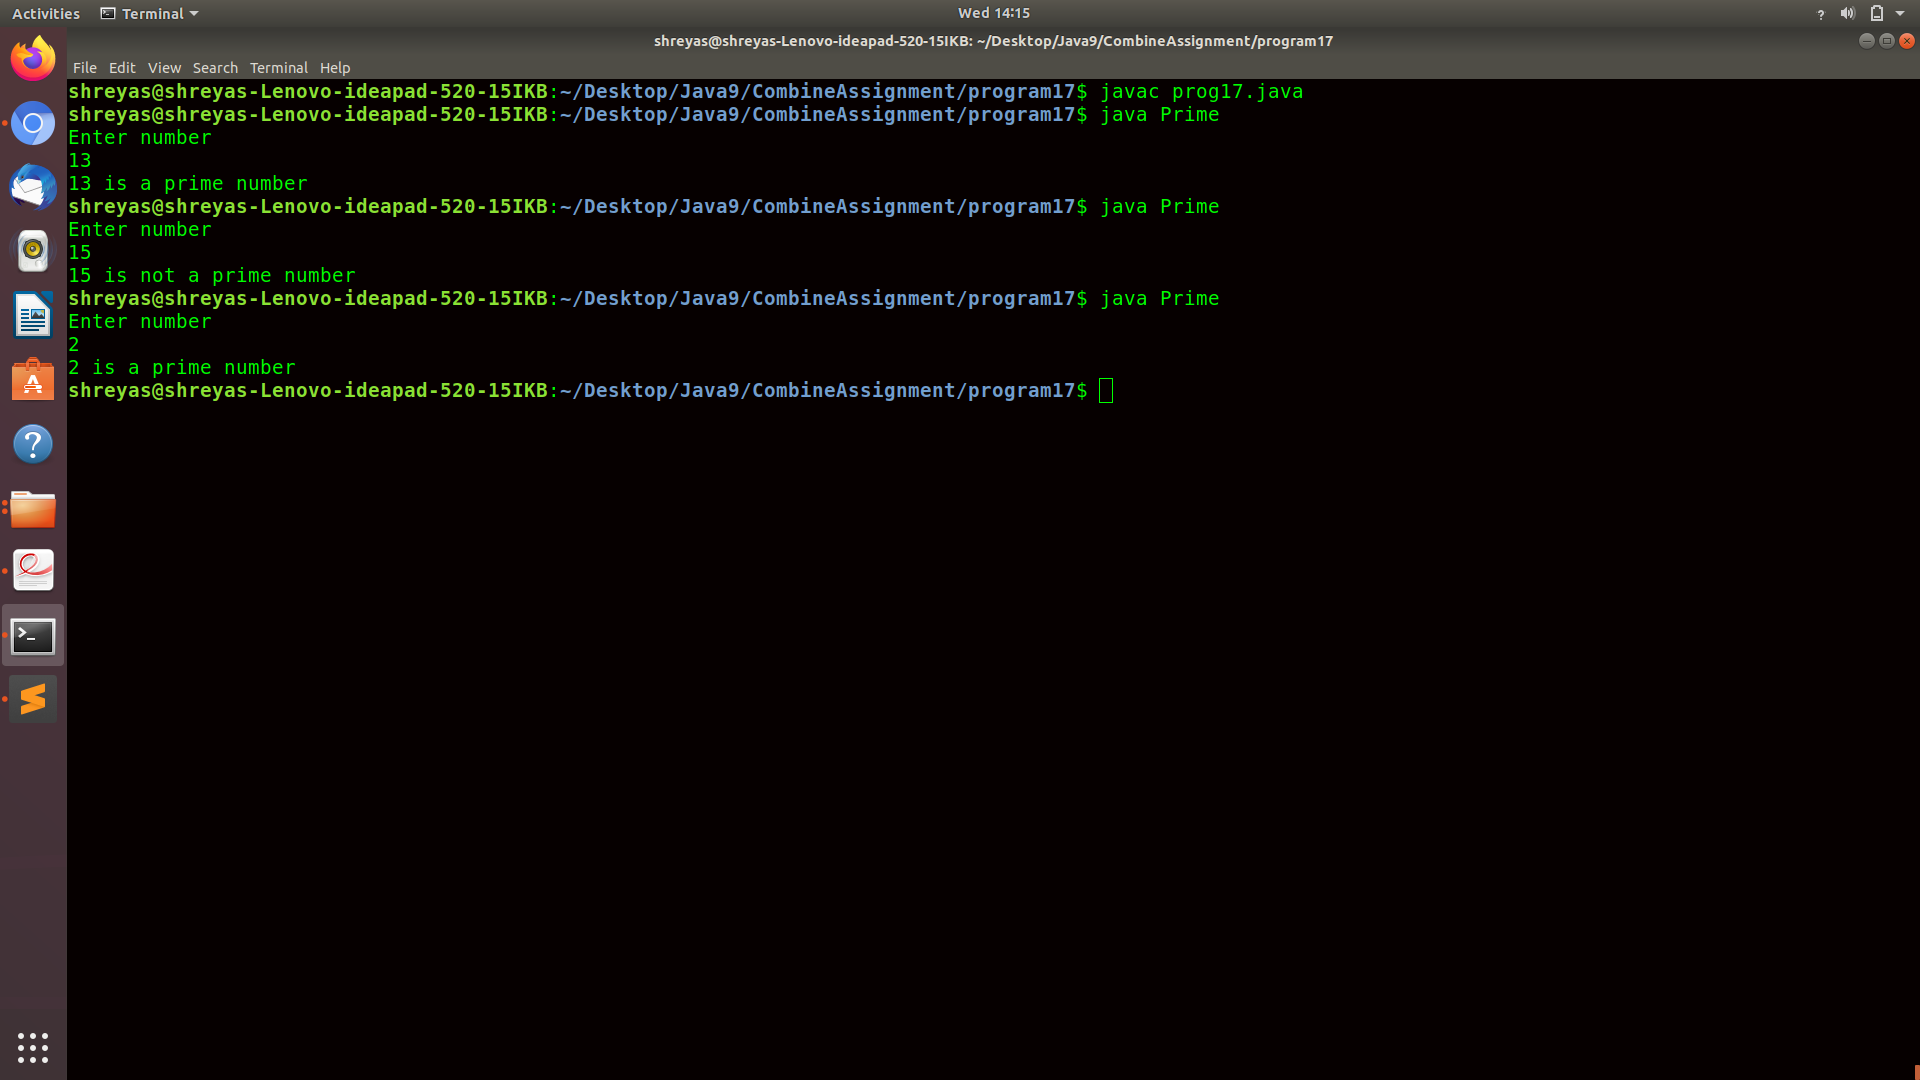 Activities Terminal Wed 14:15 ?
shreyas@shreyas-Lenovo-ideapad-520-15IKB: ~/Desktop/Java9/CombineAssignment/program17
File Edit View Search Terminal Help
shreyas@shreyas-Lenovo-ideapad-520-15IKB:~/Desktop/Java9/CombineAssignment/program17$ javac prog17.java
shreyas@shreyas-Lenovo-ideapad-520-15IKB:~/Desktop/Java9/CombineAssignment/program17$ java Prime
Enter number
13
13 is a prime number
shreyas@shreyas-Lenovo-ideapad-520-15IKB:~/Desktop/Java9/CombineAssignment/program17$ java Prime
Enter number
15
15 is not a prime number
shreyas@shreyas-Lenovo-ideapad-520-15IKB:~/Desktop/Java9/CombineAssignment/program17$ java Prime
Enter number
2
2 is a prime number
shreyas@shreyas-Lenovo-ideapad-520-15IKB:~/Desktop/Java9/CombineAssignment/program17$